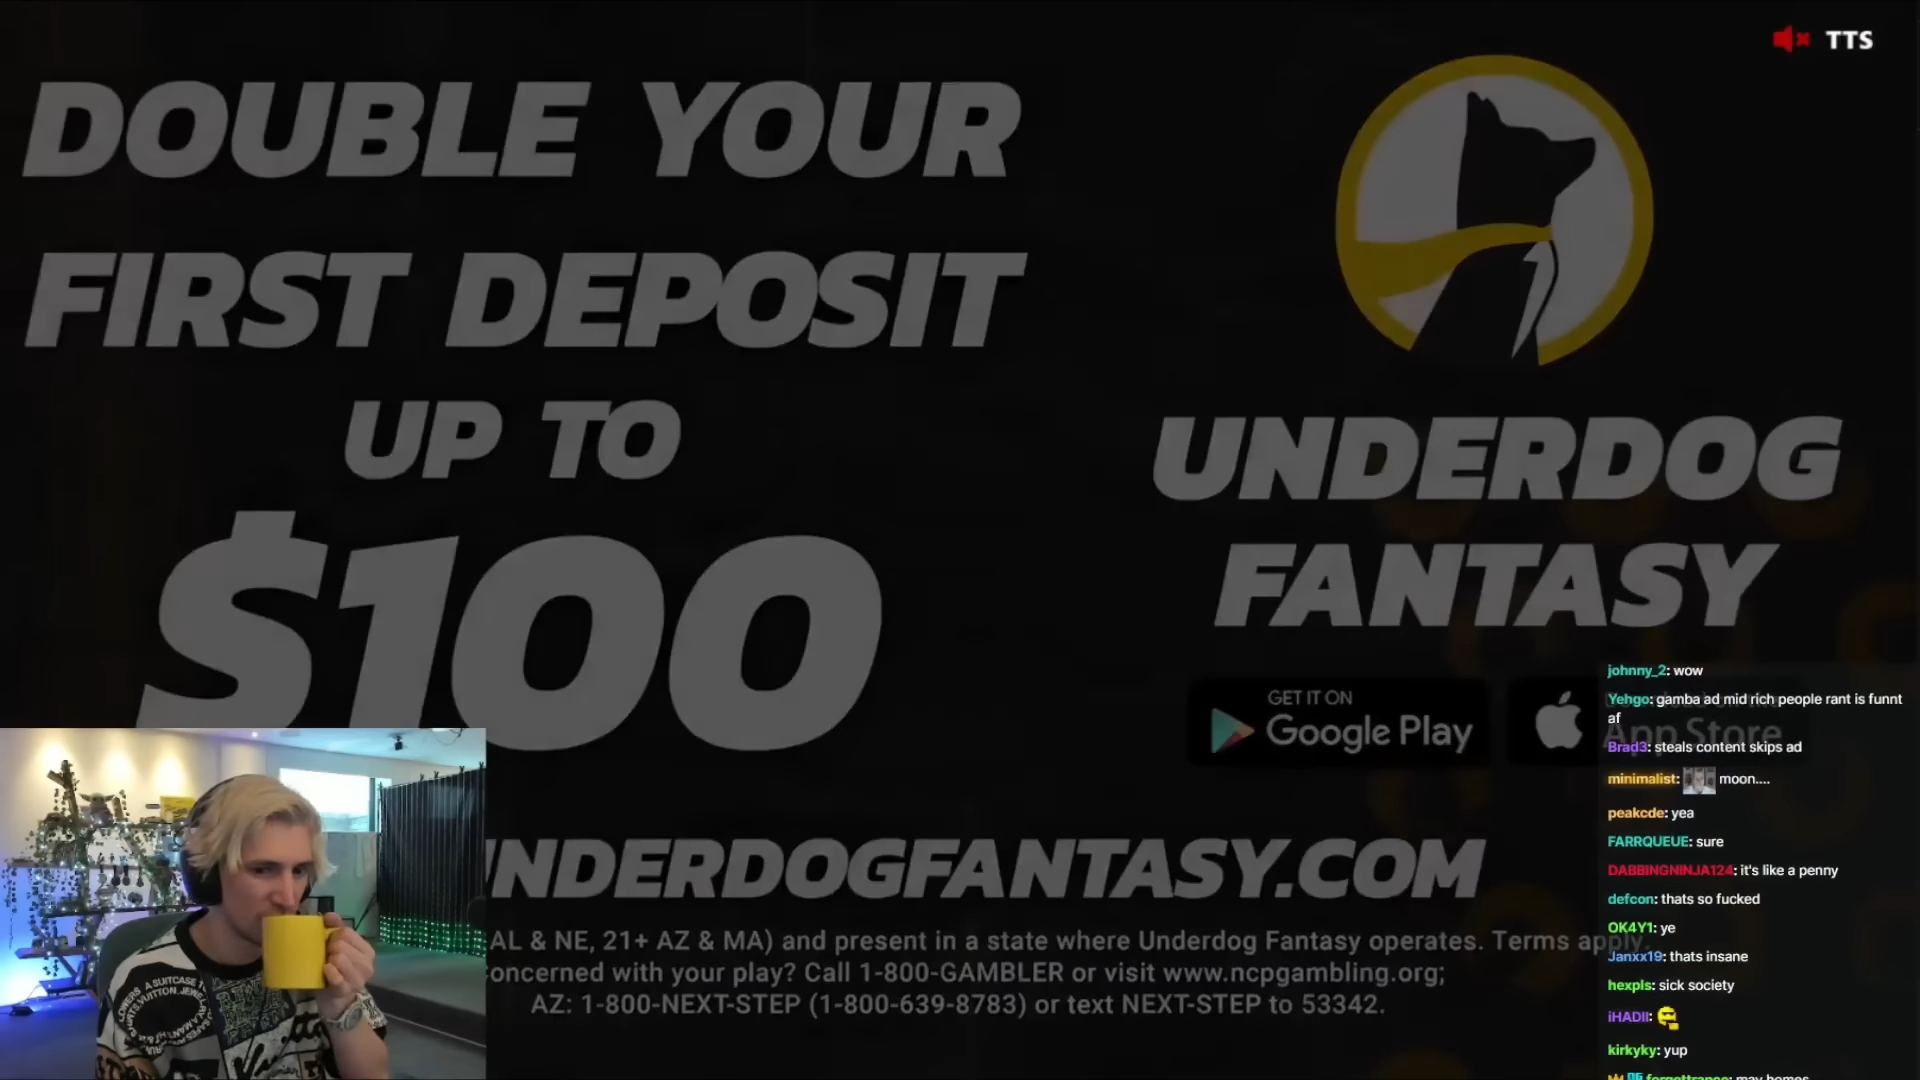 TTS
DOUBLE YOUR
FIRST DEPOSIT
UP TO
$100
UNDERDOG
FANTASY
GET IT ON
Google Play
App Store
UNDERDOGFANTASY.COM
AL & NE, 21+ AZ & MA) and present in a state where Underdog Fantasy operates. Terms apply.
oncerned with your play? Call 1-800-GAMBLER or visit www.ncpgambling.org;
AZ: 1-800-NEXT-STEP (1-800-639-8783) or text NEXT-STEP to 53342.
johnny_2: wow
Yehgo: gamba ad mid rich people rant is funnt
af
Brad3: steals content skips ad
minimalist: moon....
peakcde: yea
FARRQUEUE: sure
DABBINGNINJA124: it's like a penny
defcon: thats so fucked
OK4Y1: ye
Janxx19: thats insane
hexpls: sick society
iHADII:
kirkyky: yup